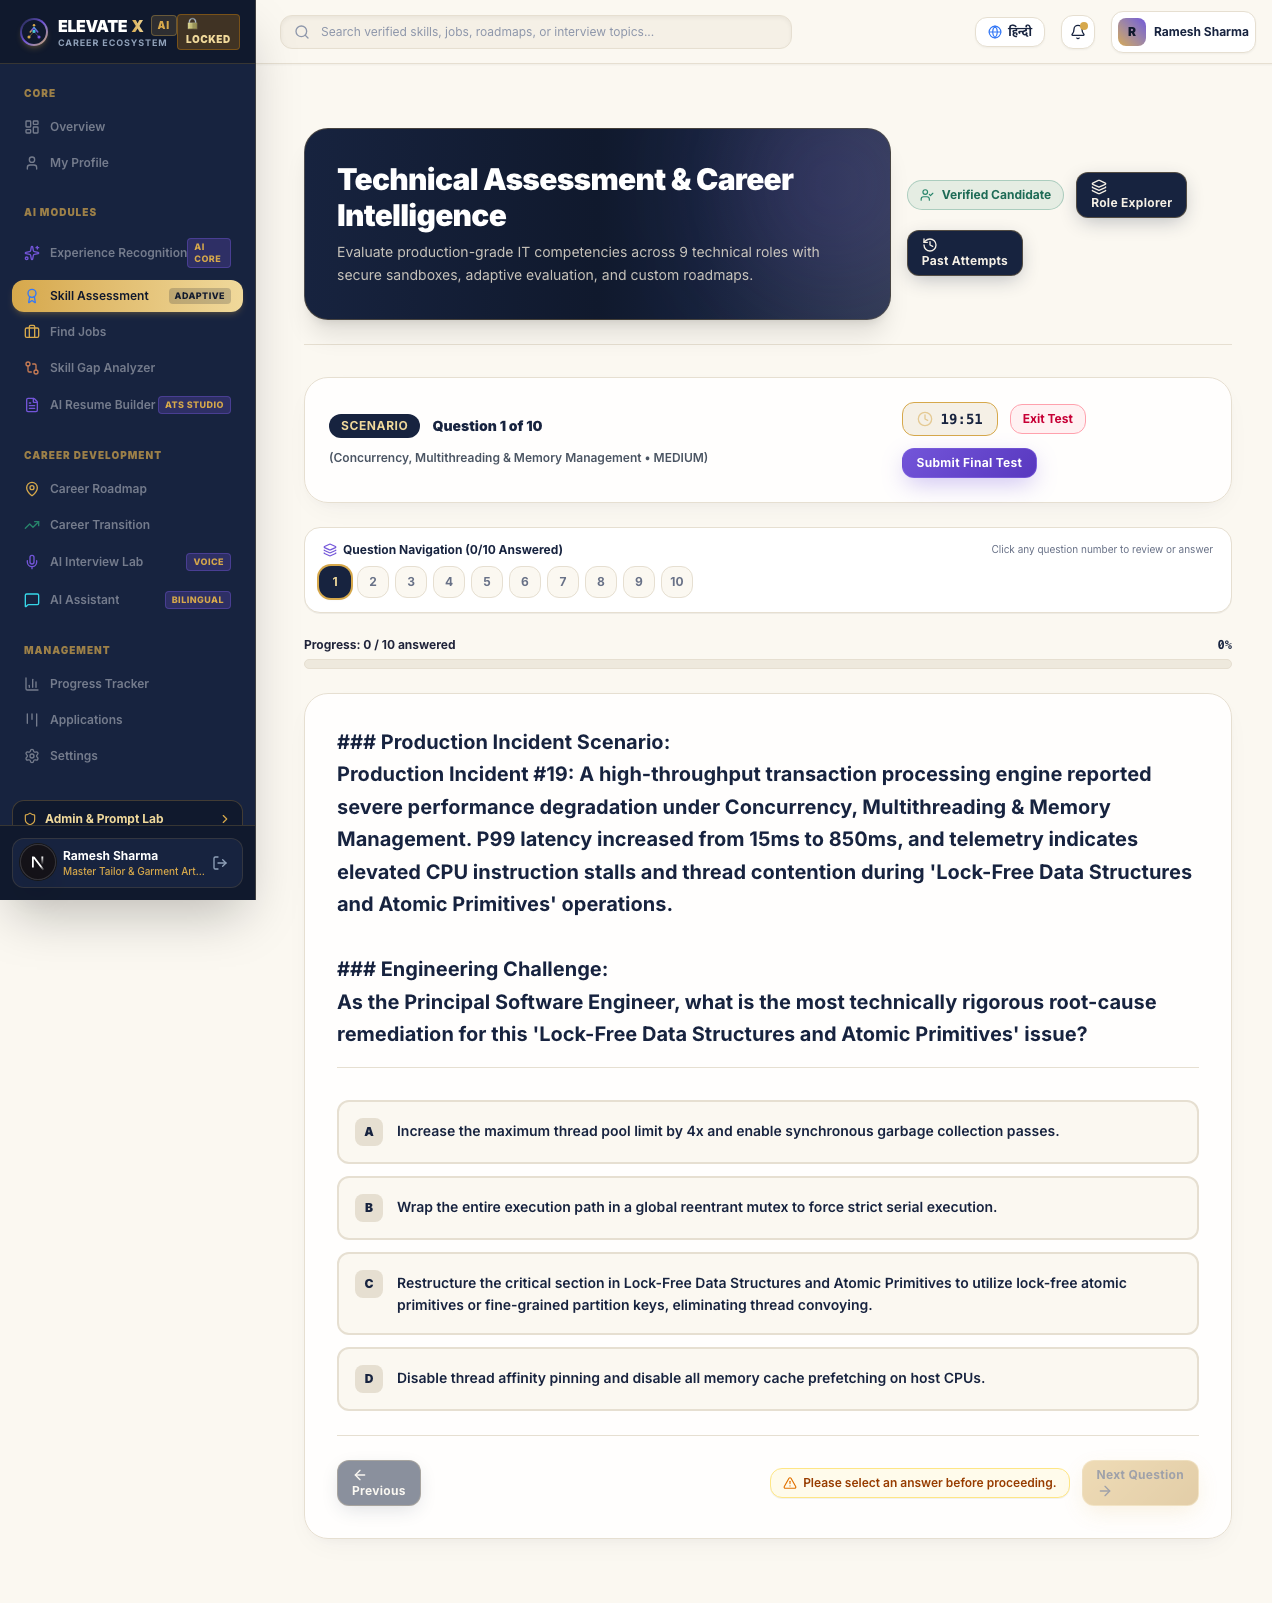 ELEVATE X AI
🔒 LOCKED
CAREER ECOSYSTEM
CORE
Overview
My Profile
AI MODULES
Experience Recognition AI CORE
Skill Assessment ADAPTIVE
Find Jobs
Skill Gap Analyzer
AI Resume Builder ATS STUDIO
CAREER DEVELOPMENT
Career Roadmap
Career Transition
AI Interview Lab VOICE
AI Assistant BILINGUAL
MANAGEMENT
Progress Tracker
Applications
Settings
Admin & Prompt Lab
N
Ramesh Sharma
Master Tailor & Garment Art...
Search verified skills, jobs, roadmaps, or interview topics...
हिन्दी
R Ramesh Sharma
Technical Assessment & Career
Intelligence
Evaluate production-grade IT competencies across 9 technical roles with
secure sandboxes, adaptive evaluation, and custom roadmaps.
Verified Candidate
Role Explorer
Past Attempts
SCENARIO Question 1 of 10
(Concurrency, Multithreading & Memory Management • MEDIUM)
19:51
Exit Test
Submit Final Test
Question Navigation (0/10 Answered)
Click any question number to review or answer
1 2 3 4 5 6 7 8 9 10
Progress: 0 / 10 answered
0%
### Production Incident Scenario:
Production Incident #19: A high-throughput transaction processing engine reported
severe performance degradation under Concurrency, Multithreading & Memory
Management. P99 latency increased from 15ms to 850ms, and telemetry indicates
elevated CPU instruction stalls and thread contention during 'Lock-Free Data Structures
and Atomic Primitives' operations.
### Engineering Challenge:
As the Principal Software Engineer, what is the most technically rigorous root-cause
remediation for this 'Lock-Free Data Structures and Atomic Primitives' issue?
A Increase the maximum thread pool limit by 4x and enable synchronous garbage collection passes.
B Wrap the entire execution path in a global reentrant mutex to force strict serial execution.
C Restructure the critical section in Lock-Free Data Structures and Atomic Primitives to utilize lock-free atomic
primitives or fine-grained partition keys, eliminating thread convoying.
D Disable thread affinity pinning and disable all memory cache prefetching on host CPUs.
← Previous
Please select an answer before proceeding.
Next Question →